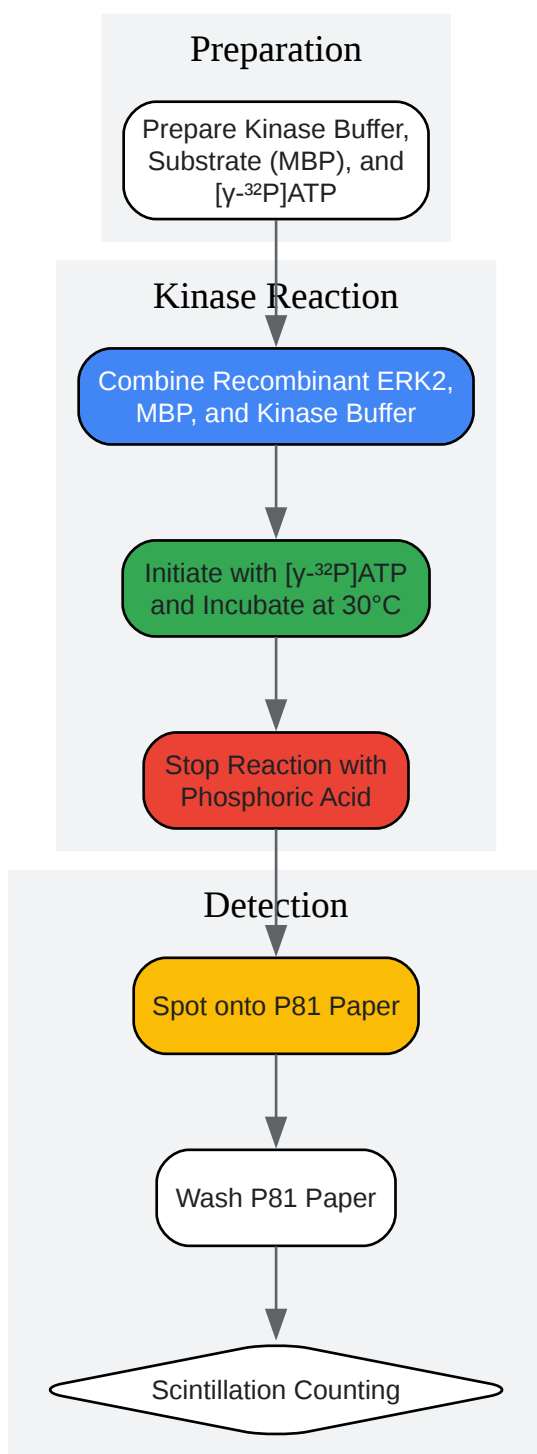 Preparation
Prepare Kinase Buffer,
Substrate (MBP), and
[γ-³²P]ATP
Kinase Reaction
Combine Recombinant ERK2,
MBP, and Kinase Buffer
Initiate with [γ-³²P]ATP
and Incubate at 30°C
Stop Reaction with
Phosphoric Acid
Detection
Spot onto P81 Paper
Wash P81 Paper
Scintillation Counting